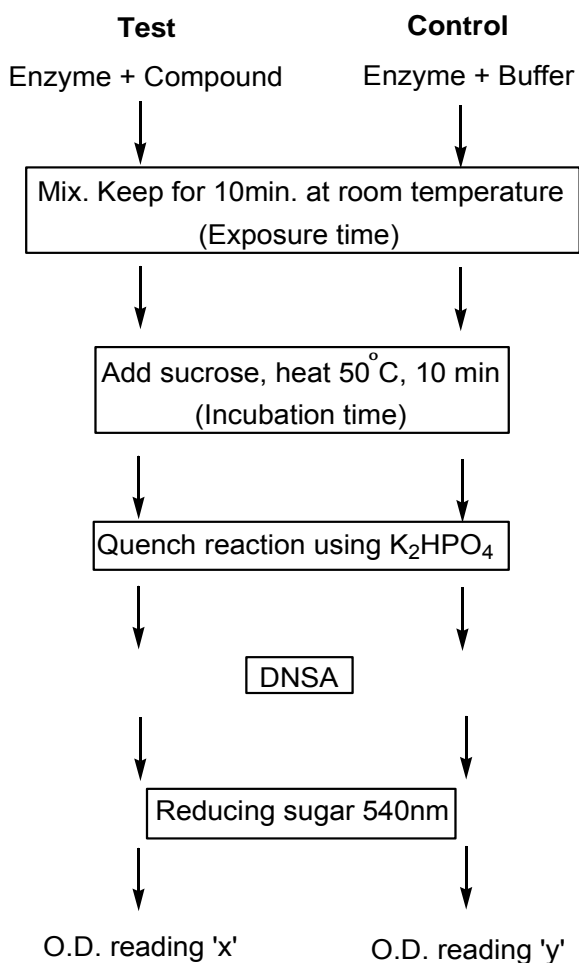 Test Control
Enzyme + Compound Enzyme + Buffer
Mix. Keep for 10min. at room temperature
(Exposure time)
Add sucrose, heat 50°C, 10 min
(Incubation time)
Quench reaction using K₂HPO₄
DNSA
Reducing sugar 540nm
O.D. reading 'x' O.D. reading 'y'